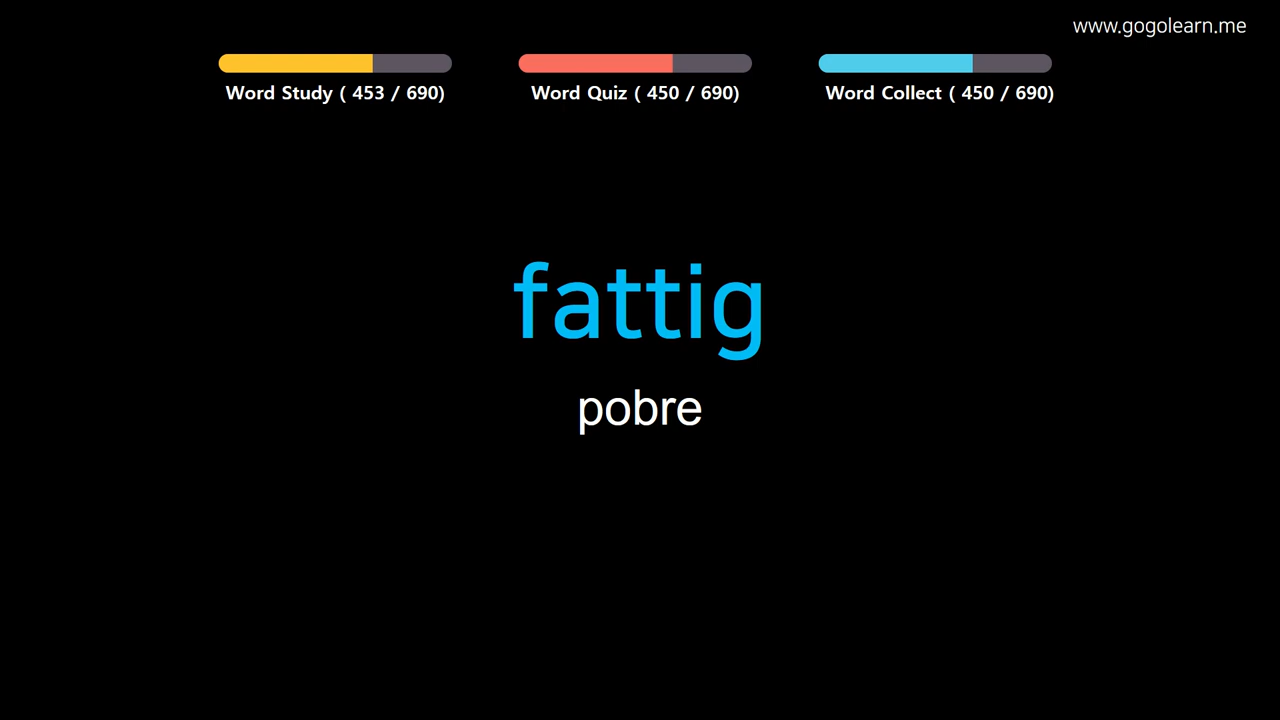 www.gogolearn.me
Word Study ( 453 / 690)
Word Quiz ( 450 / 690)
Word Collect ( 450 / 690)
fattig
pobre